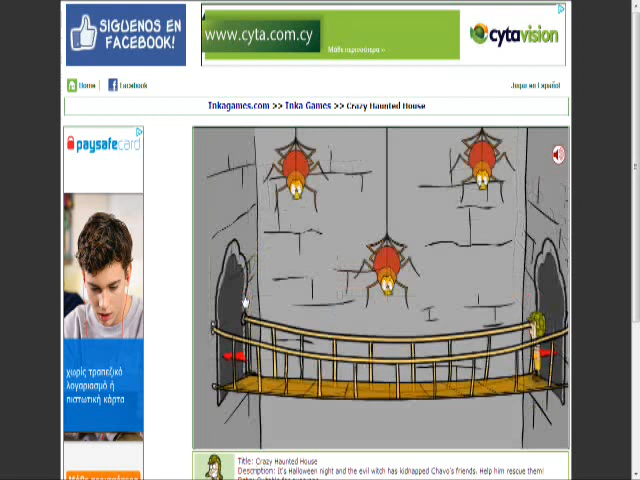 SIGUENOS EN
FACEBOOK!
www.cyta.com.cy
Μάθε περισσότερα »
cytavision
Home | Facebook
Juega en Español
Inkagames.com >> Inka Games >> Crazy Haunted House
paysafecard
χωρίς τραπεζικό
λογαριασμό ή
πιστωτική κάρτα
Μάθε περισσότερα
Title: Crazy Haunted House
Description: It's Halloween night and the evil witch has kidnapped Chavo's friends. Help him rescue them!